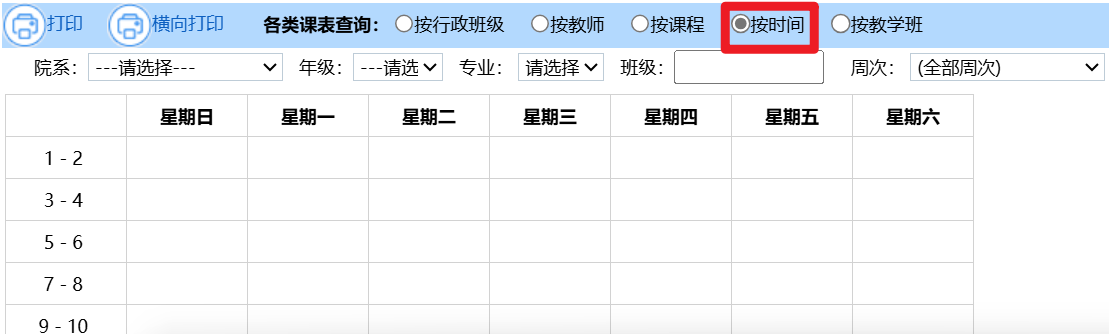 打印 横向打印 各类课表查询： 按行政班级 按教师 按课程 按时间 按教学班
院系： ---请选择--- 年级： ---请选 专业： 请选择 班级： 周次： (全部周次)
星期日 星期一 星期二 星期三 星期四 星期五 星期六
1 - 2
3 - 4
5 - 6
7 - 8
9 - 10